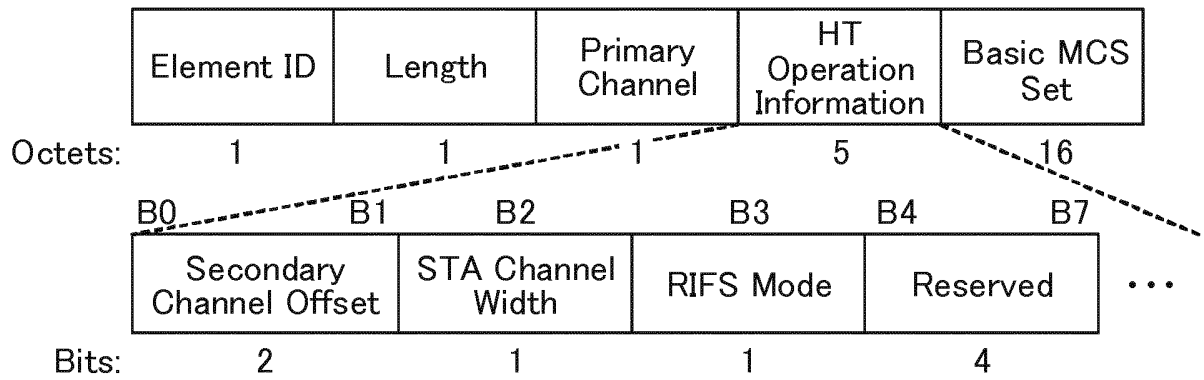 Element ID
Length
Primary
Channel
HT
Operation
Information
Basic MCS
Set
Octets: 1 1 1 5 16
B0 B1 B2 B3 B4 B7
Secondary
Channel Offset
STA Channel
Width
RIFS Mode
Reserved
···
Bits: 2 1 1 4